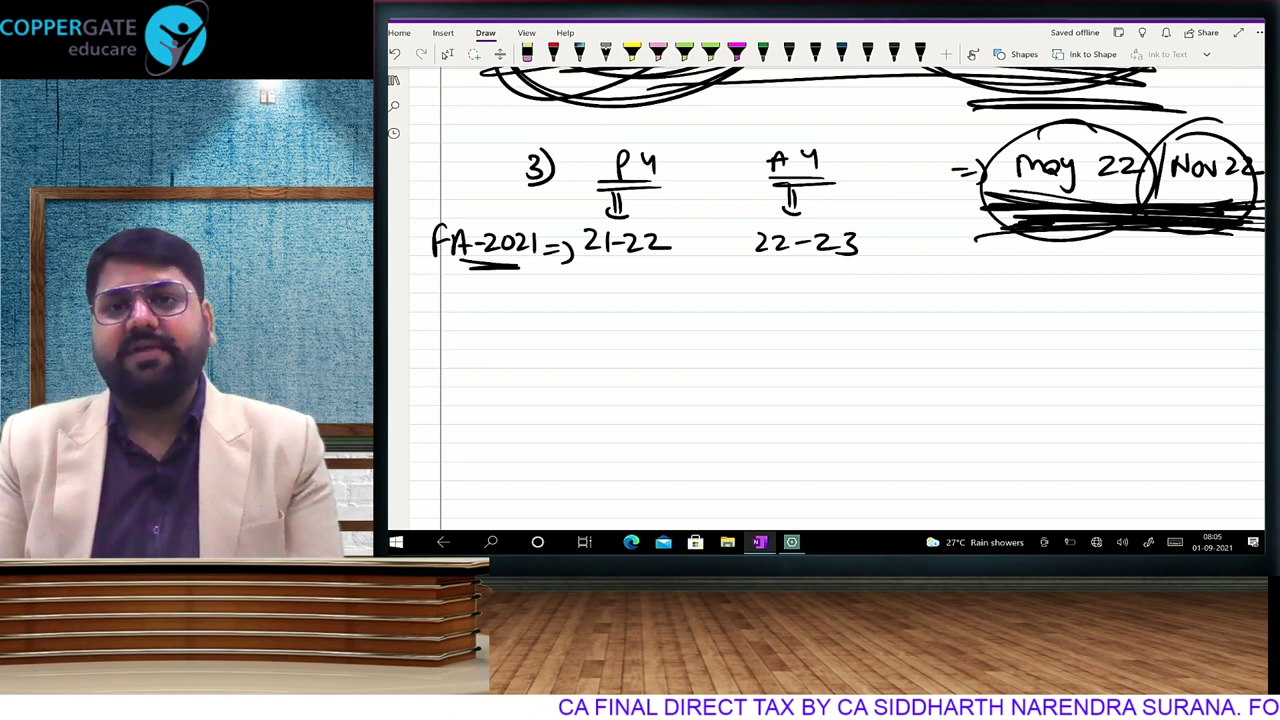 COPPERGATE
educare
Home Insert Draw View Help
Saved offline
Share
Shapes
Ink to Shape
Ink to Text
3) PY AY => May 22 Nov 22
FA-2021 => 21-22 22-23
27°C Rain showers
08:05
01-09-2021
CA FINAL DIRECT TAX BY CA SIDDHARTH NARENDRA SURANA. FO